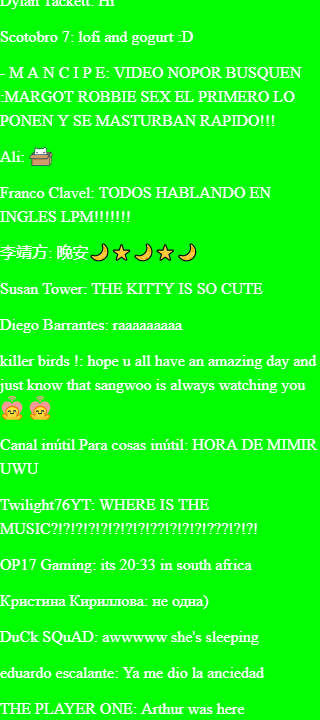 Dylan Tackett: Hi
Scotobro 7: lofi and gogurt :D
- M A N C I P E: VIDEO NOPOR BUSQUEN
:MARGOT ROBBIE SEX EL PRIMERO LO
PONEN Y SE MASTURBAN RAPIDO!!!
Ali:
Franco Clavel: TODOS HABLANDO EN
INGLES LPM!!!!!!!
李靖方: 晚安🌙⭐🌙⭐🌙
Susan Tower: THE KITTY IS SO CUTE
Diego Barrantes: raaaaaaaaa
killer birds !: hope u all have an amazing day and
just know that sangwoo is always watching you
Canal inútil Para cosas inútil: HORA DE MIMIR
UWU
Twilight76YT: WHERE IS THE
MUSIC?!?!?!?!?!?!?!?!??!?!?!?!??!?!?!
OP17 Gaming: its 20:33 in south africa
Кристина Кириллова: не одна)
DuCk SQuAD: awwwww she's sleeping
eduardo escalante: Ya me dio la anciedad
THE PLAYER ONE: Arthur was here